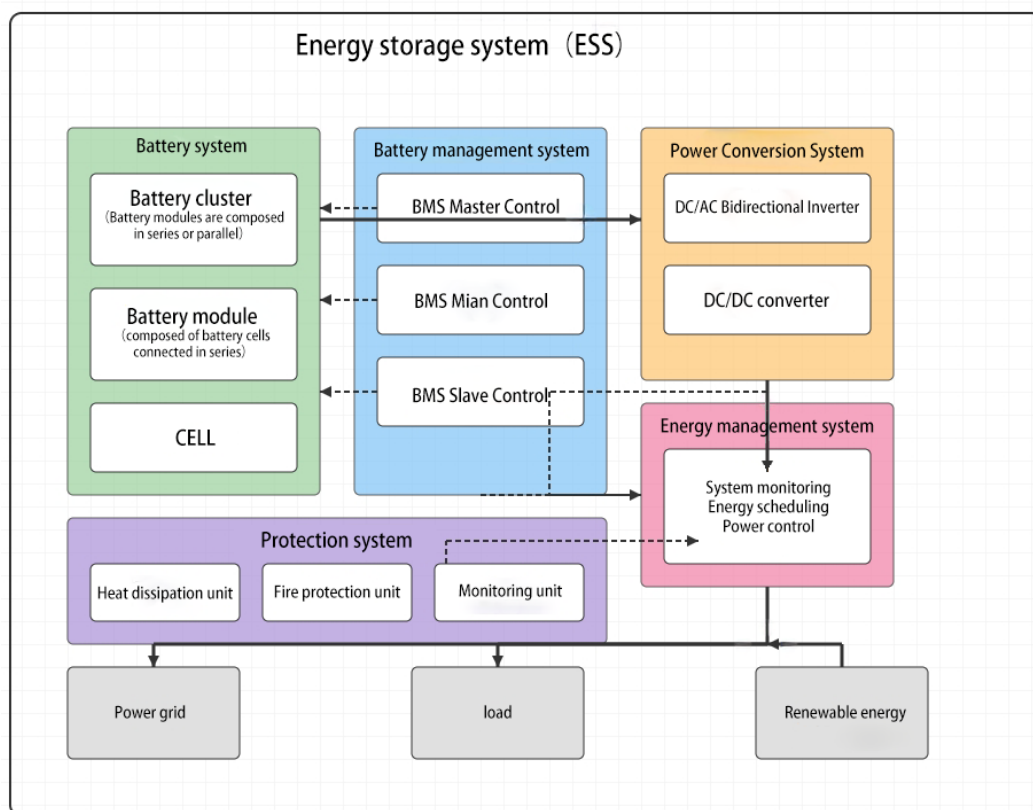 Energy storage system（ESS）
Battery system
Battery cluster
（Battery modules are composed
in series or parallel）
Battery module
（composed of battery cells
connected in series）
CELL
Battery management system
BMS Master Control
BMS Mian Control
BMS Slave Control
Power Conversion System
DC/AC Bidirectional Inverter
DC/DC converter
Energy management system
System monitoring
Energy scheduling
Power control
Protection system
Heat dissipation unit
Fire protection unit
Monitoring unit
Power grid
load
Renewable energy